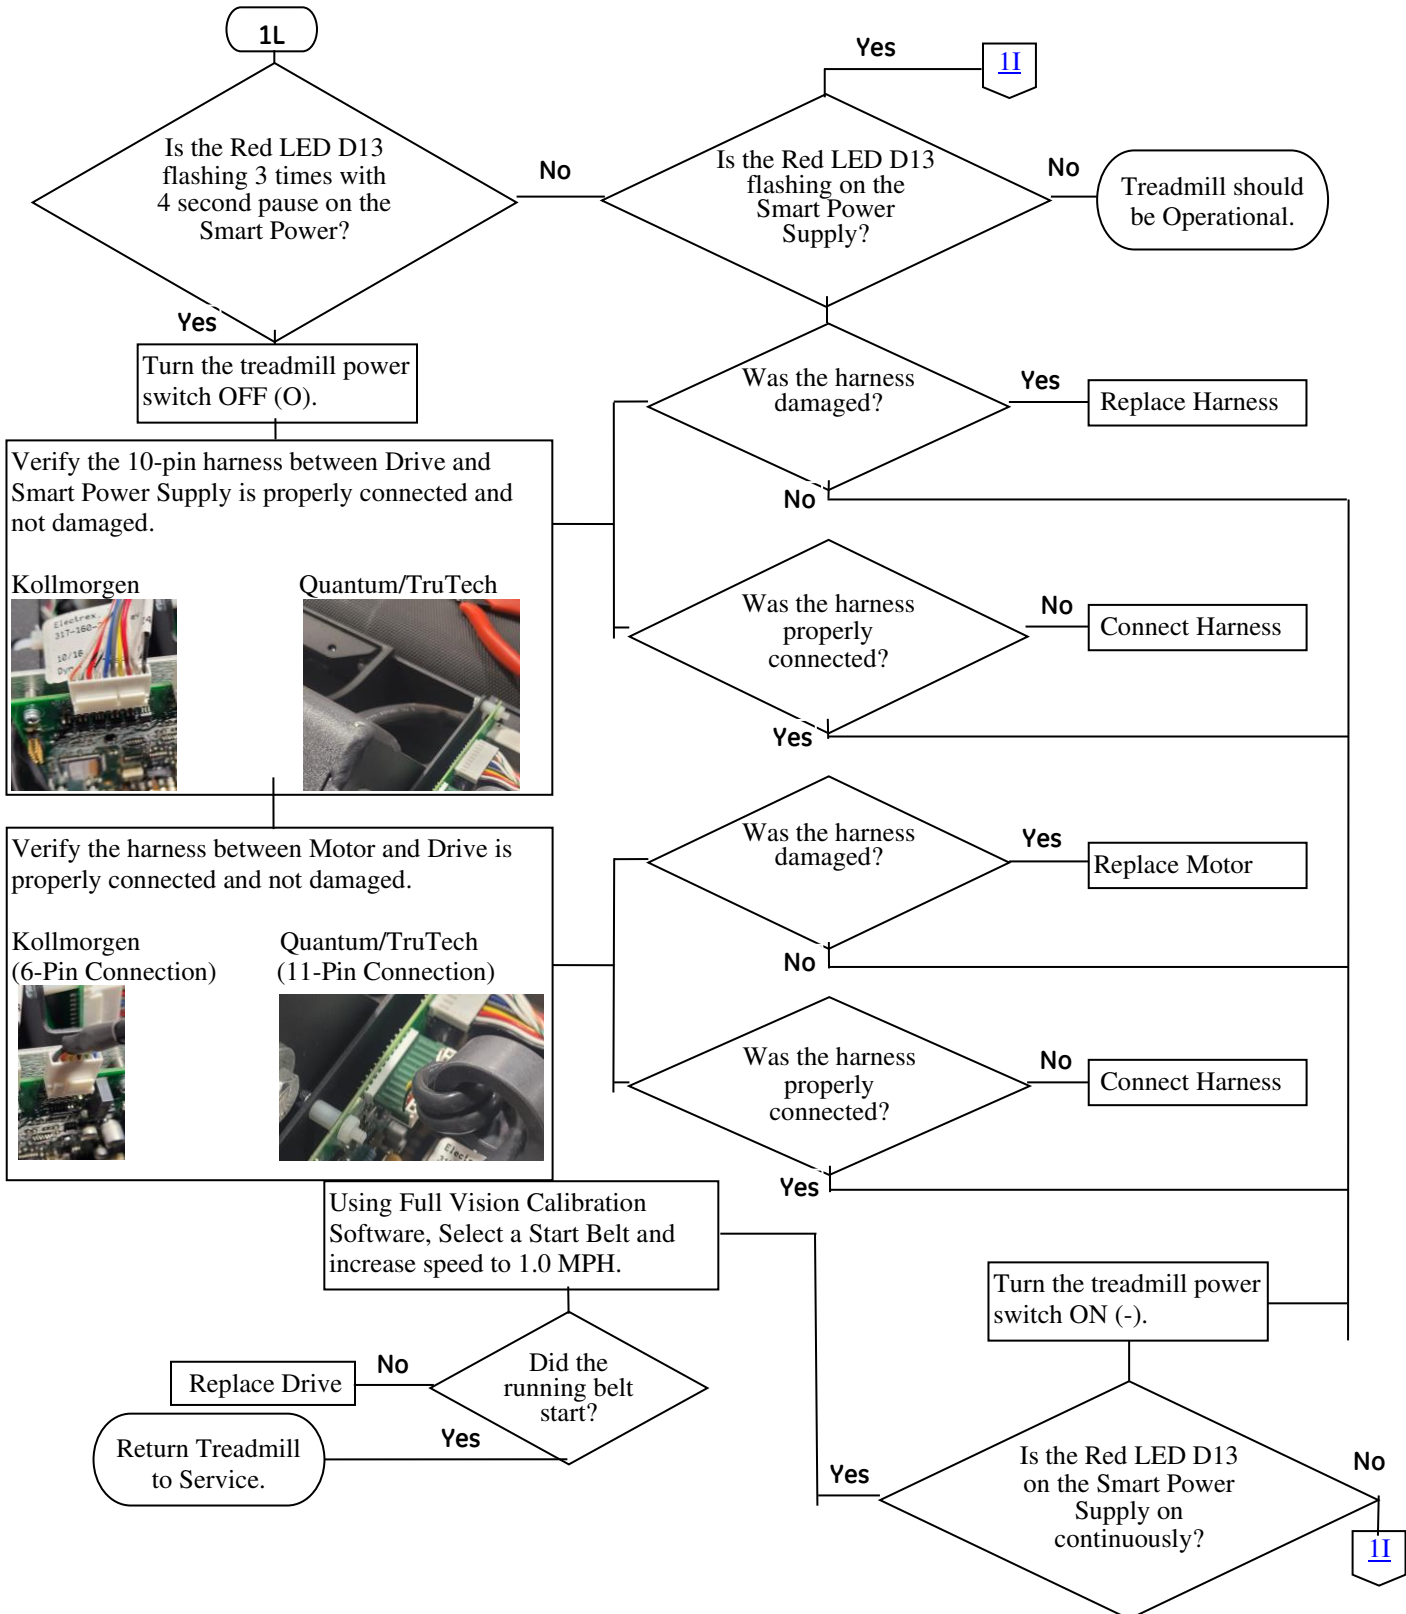 1L
Yes
1I
Is the Red LED D13
flashing 3 times with
4 second pause on the
Smart Power?
No
Is the Red LED D13
flashing on the
Smart Power
Supply?
No
Treadmill should
be Operational.
Yes
Turn the treadmill power
switch OFF (O).
Was the harness
damaged?
Yes
Replace Harness
No
Verify the 10-pin harness between Drive and
Smart Power Supply is properly connected and
not damaged.
Kollmorgen
Quantum/TruTech
Electrex
10/16
Was the harness
properly
connected?
No
Connect Harness
Yes
Verify the harness between Motor and Drive is
properly connected and not damaged.
Kollmorgen
(6-Pin Connection)
Quantum/TruTech
(11-Pin Connection)
Was the harness
damaged?
Yes
Replace Motor
No
Was the harness
properly
connected?
No
Connect Harness
Yes
Using Full Vision Calibration
Software, Select a Start Belt and
increase speed to 1.0 MPH.
Turn the treadmill power
switch ON (-).
Did the
running belt
start?
No
Replace Drive
Yes
Return Treadmill
to Service.
Is the Red LED D13
on the Smart Power
Supply on
continuously?
Yes
No
1I